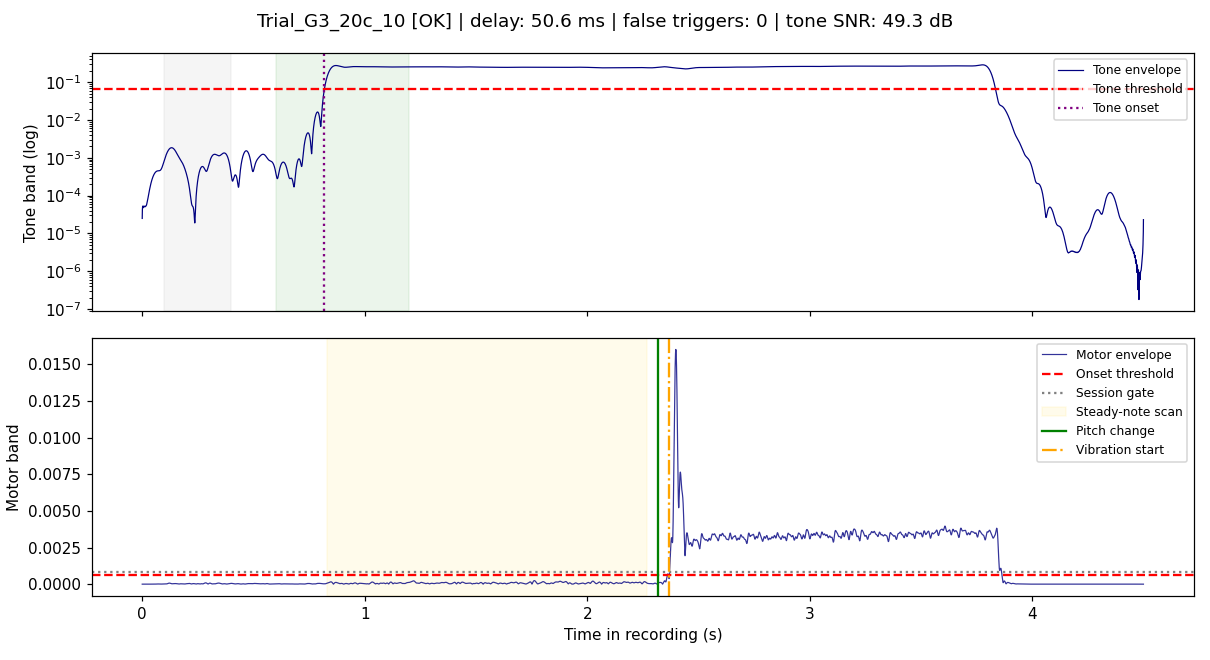 Trial_G3_20c_10 [OK] | delay: 50.6 ms | false triggers: 0 | tone SNR: 49.3 dB
Tone band (log)
10⁻¹
10⁻²
10⁻³
10⁻⁴
10⁻⁵
10⁻⁶
10⁻⁷
Tone envelope
Tone threshold
Tone onset
Motor band
0.0150
0.0125
0.0100
0.0075
0.0050
0.0025
0.0000
Motor envelope
Onset threshold
Session gate
Steady-note scan
Pitch change
Vibration start
0 1 2 3 4
Time in recording (s)